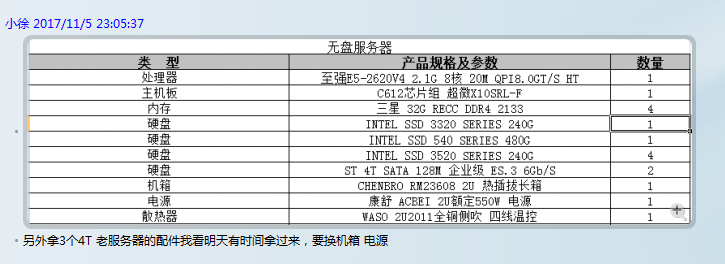 小徐 2017/11/5 23:05:37
无盘服务器
类 型 产品规格及参数 数量
处理器 至强E5-2620V4 2.1G 8核 20M QPI8.0GT/S HT 1
主机板 C612芯片组 超微X10SRL-F 1
内存 三星 32G RECC DDR4 2133 4
硬盘 INTEL SSD 3320 SERIES 240G 1
硬盘 INTEL SSD 540 SERIES 480G 1
硬盘 INTEL SSD 3520 SERIES 240G 4
硬盘 ST 4T SATA 128M 企业级 ES.3 6Gb/S 2
机箱 CHENBRO RM23608 2U 热插拔长箱 1
电源 康舒 ACBEI 2U额定550W 电源 1
散热器 WASO 2U2011全铜侧吹 四线温控 1
另外拿3个4T 老服务器的配件我看明天有时间拿过来，要换机箱 电源